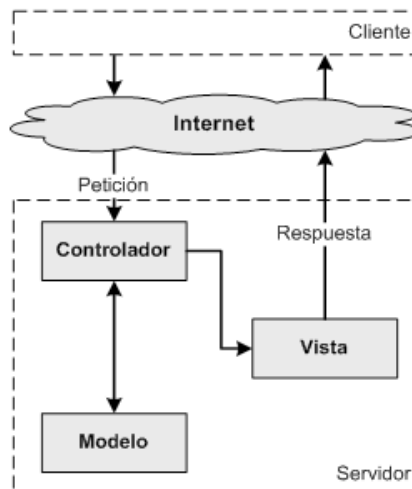 Cliente
Internet
Petición
Controlador
Respuesta
Vista
Modelo
Servidor